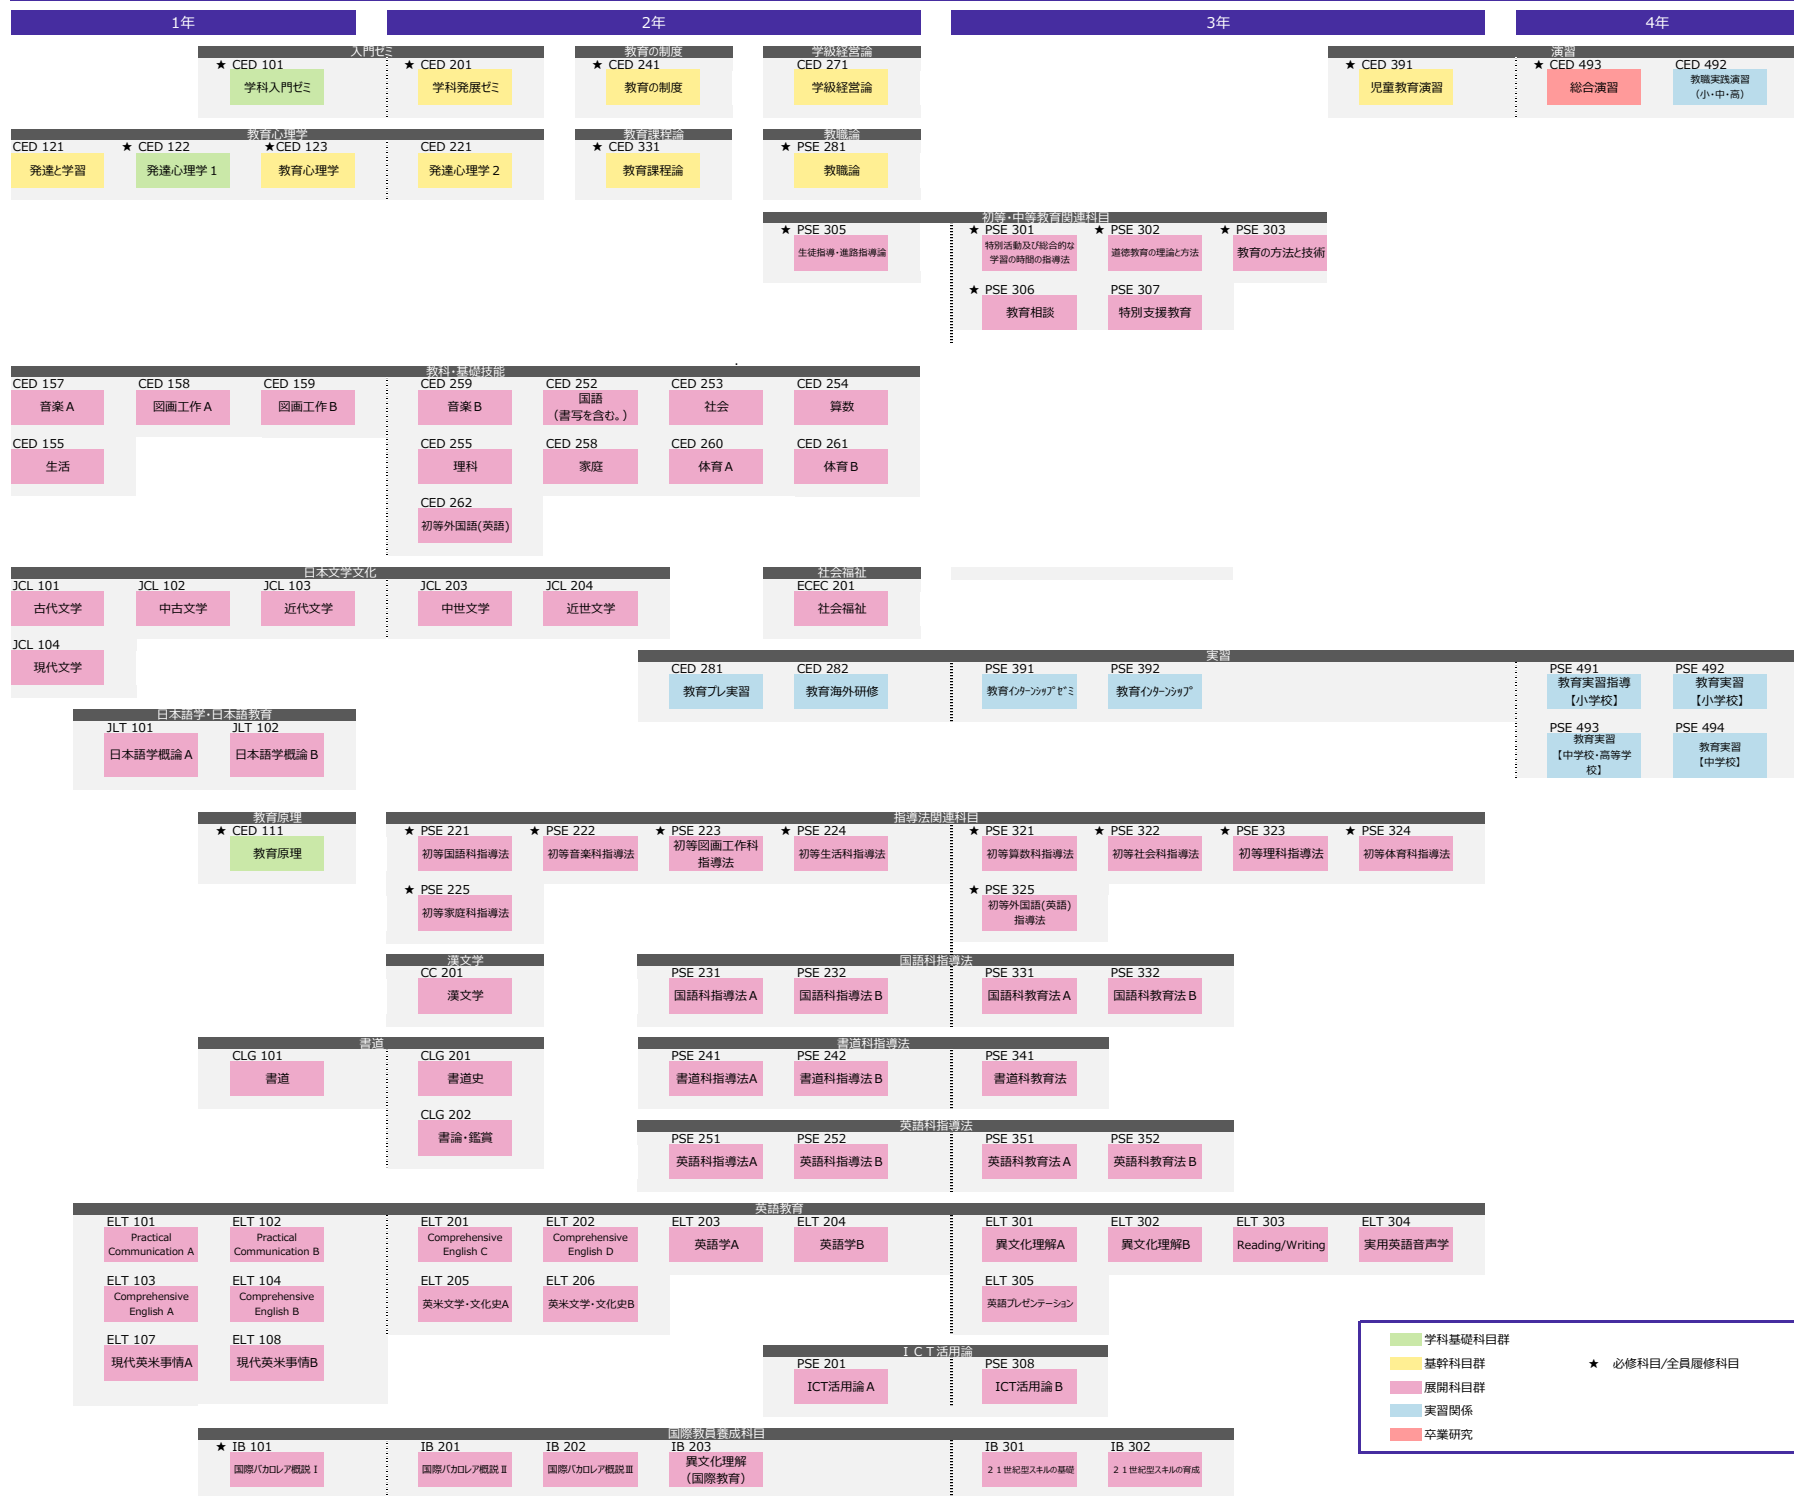 1年 2年 3年 4年
入門ゼミ 教育の制度 学級経営論 演習
★ CED 101 ★ CED 201 ★ CED 241 CED 271 ★ CED 391 ★ CED 493 CED 492
学科入門ゼミ 学科発展ゼミ 教育の制度 学級経営論 児童教育演習 総合演習 教職実践演習
（小・中・高）
教育心理学 教育課程論 教職論
CED 121 ★ CED 122 ★CED 123 CED 221 ★ CED 331 ★ PSE 281
発達と学習 発達心理学１ 教育心理学 発達心理学２ 教育課程論 教職論
初等・中等教育関連科目
★ PSE 305 ★ PSE 301 ★ PSE 302 ★ PSE 303
生徒指導・進路指導論 特別活動及び総合的な
学習の時間の指導法 道徳教育の理論と方法 教育の方法と技術
★ PSE 306 PSE 307
教育相談 特別支援教育
教科・基礎技能
CED 157 CED 158 CED 159 CED 259 CED 252 CED 253 CED 254
音楽Ａ 図画工作Ａ 図画工作Ｂ 音楽Ｂ 国語
（書写を含む。） 社会 算数
CED 155 CED 255 CED 258 CED 260 CED 261
生活 理科 家庭 体育Ａ 体育Ｂ
CED 262
初等外国語(英語)
日本文学文化 社会福祉
JCL 101 JCL 102 JCL 103 JCL 203 JCL 204 ECEC 201
古代文学 中古文学 近代文学 中世文学 近世文学 社会福祉
JCL 104
現代文学
実習
CED 281 CED 282 PSE 391 PSE 392 PSE 491 PSE 492
教育プレ実習 教育海外研修 教育インターンシップゼミ 教育インターンシップ 教育実習指導
【小学校】 教育実習
【小学校】
日本語学・日本語教育
JLT 101 JLT 102 PSE 493 PSE 494
日本語学概論Ａ 日本語学概論Ｂ 教育実習
【中学校・高等学
校】 教育実習
【中学校】
教育原理 指導法関連科目
★ CED 111 ★ PSE 221 ★ PSE 222 ★ PSE 223 ★ PSE 224 ★ PSE 321 ★ PSE 322 ★ PSE 323 ★ PSE 324
教育原理 初等国語科指導法 初等音楽科指導法 初等図画工作科
指導法 初等生活科指導法 初等算数科指導法 初等社会科指導法 初等理科指導法 初等体育科指導法
★ PSE 225 ★ PSE 325
初等家庭科指導法 初等外国語(英語)
指導法
漢文学 国語科指導法
CC 201 PSE 231 PSE 232 PSE 331 PSE 332
漢文学 国語科指導法Ａ 国語科指導法Ｂ 国語科教育法Ａ 国語科教育法Ｂ
書道 書道科指導法
CLG 101 CLG 201 PSE 241 PSE 242 PSE 341
書道 書道史 書道科指導法Ａ 書道科指導法Ｂ 書道科教育法
CLG 202
書論・鑑賞
英語科指導法
PSE 251 PSE 252 PSE 351 PSE 352
英語科指導法Ａ 英語科指導法Ｂ 英語科教育法Ａ 英語科教育法Ｂ
英語教育
ELT 101 ELT 102 ELT 201 ELT 202 ELT 203 ELT 204 ELT 301 ELT 302 ELT 303 ELT 304
Practical
Communication A Practical
Communication B Comprehensive
English C Comprehensive
English D 英語学A 英語学B 異文化理解A 異文化理解B Reading/Writing 実用英語音声学
ELT 103 ELT 104 ELT 205 ELT 206 ELT 305
Comprehensive
English A Comprehensive
English B 英米文学・文化史A 英米文学・文化史B 英語プレゼンテーション
ELT 107 ELT 108
現代英米事情A 現代英米事情B
ＩＣＴ活用論
PSE 201 PSE 308
ICT活用論Ａ ICT活用論Ｂ
国際教員養成科目
★ IB 101 IB 201 IB 202 IB 203 IB 301 IB 302
国際バカロレア概説Ⅰ 国際バカロレア概説Ⅱ 国際バカロレア概説Ⅲ 異文化理解
（国際教育） ２１世紀型スキルの基礎 ２１世紀型スキルの育成
学科基礎科目群
基幹科目群 ★ 必修科目/全員履修科目
展開科目群
実習関係
卒業研究